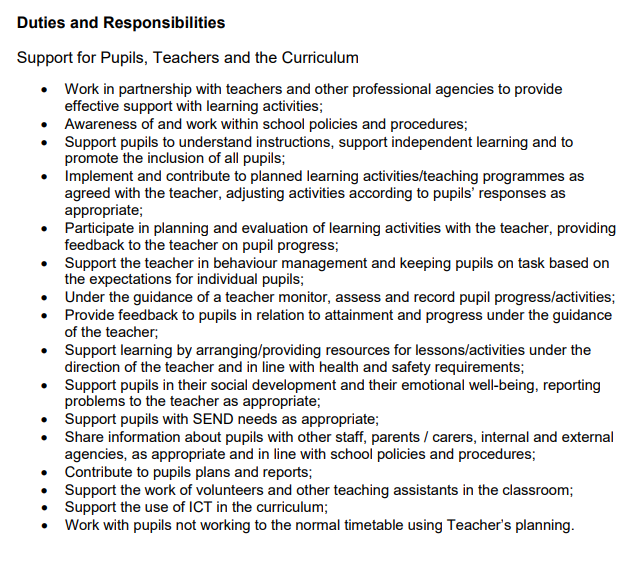 Duties and Responsibilities
Support for Pupils, Teachers and the Curriculum
• Work in partnership with teachers and other professional agencies to provide
effective support with learning activities;
• Awareness of and work within school policies and procedures;
• Support pupils to understand instructions, support independent learning and to
promote the inclusion of all pupils;
• Implement and contribute to planned learning activities/teaching programmes as
agreed with the teacher, adjusting activities according to pupils' responses as
appropriate;
• Participate in planning and evaluation of learning activities with the teacher, providing
feedback to the teacher on pupil progress;
• Support the teacher in behaviour management and keeping pupils on task based on
the expectations for individual pupils;
• Under the guidance of a teacher monitor, assess and record pupil progress/activities;
• Provide feedback to pupils in relation to attainment and progress under the guidance
of the teacher;
• Support learning by arranging/providing resources for lessons/activities under the
direction of the teacher and in line with health and safety requirements;
• Support pupils in their social development and their emotional well-being, reporting
problems to the teacher as appropriate;
• Support pupils with SEND needs as appropriate;
• Share information about pupils with other staff, parents / carers, internal and external
agencies, as appropriate and in line with school policies and procedures;
• Contribute to pupils plans and reports;
• Support the work of volunteers and other teaching assistants in the classroom;
• Support the use of ICT in the curriculum;
• Work with pupils not working to the normal timetable using Teacher's planning.